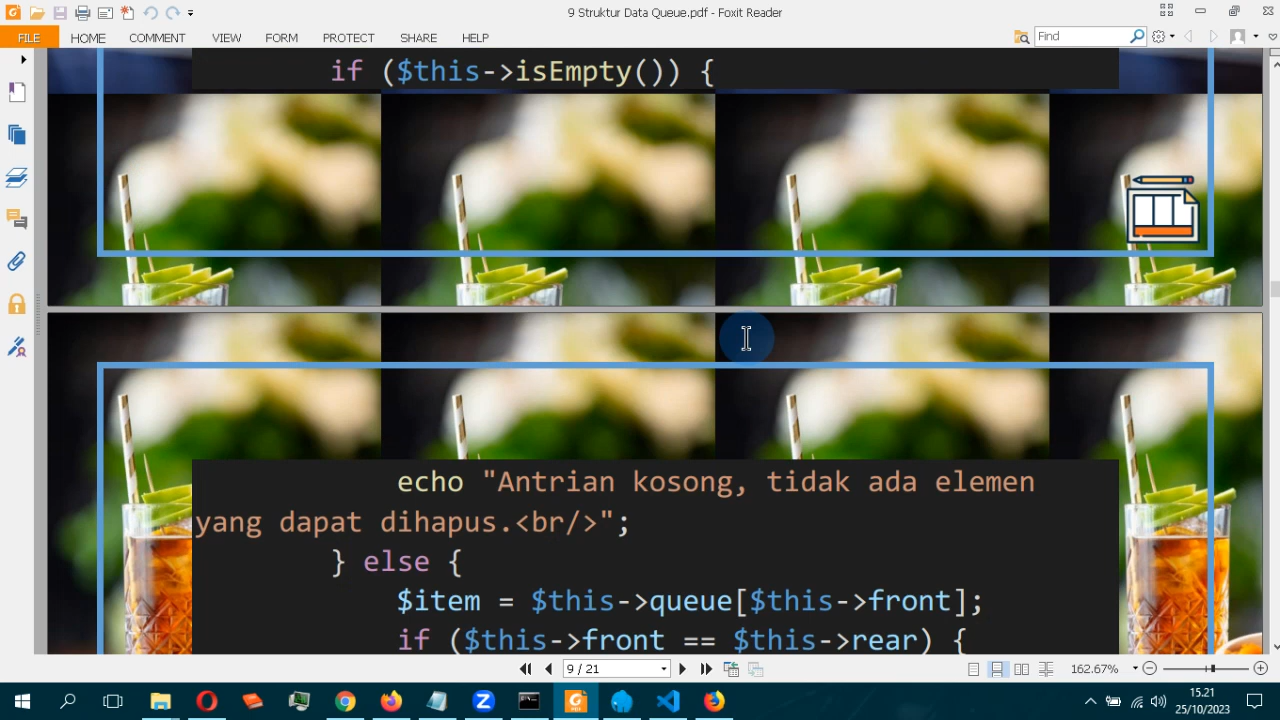 9 Struktur Data Queue.pdf - Foxit Reader
FILE HOME COMMENT VIEW FORM PROTECT SHARE HELP
Find
if ($this->isEmpty()) {
echo "Antrian kosong, tidak ada elemen
yang dapat dihapus.<br/>";
} else {
$item = $this->queue[$this->front];
if ($this->front == $this->rear) {
9 / 21
162.67%
15.21
25/10/2023